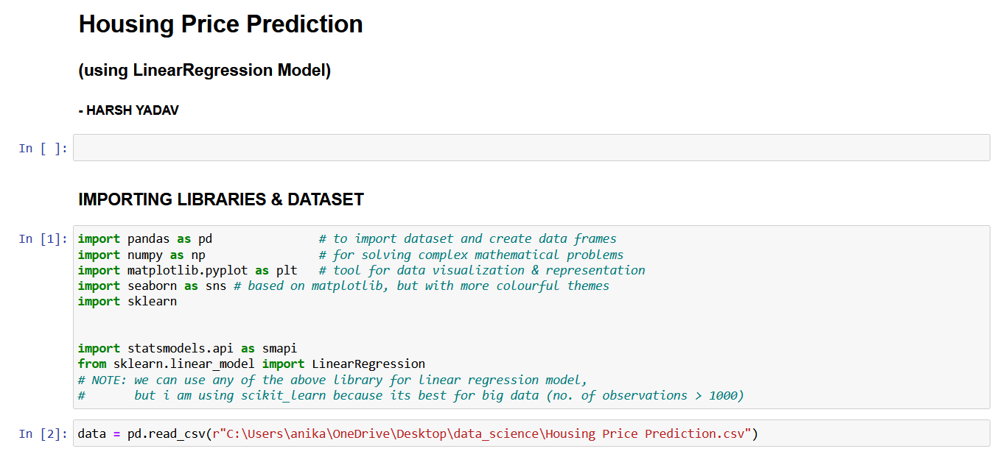 Housing Price Prediction
(using LinearRegression Model)
- HARSH YADAV
In [ ]:
IMPORTING LIBRARIES & DATASET
In [1]: import pandas as pd               # to import dataset and create data frames
import numpy as np                # for solving complex mathematical problems
import matplotlib.pyplot as plt   # tool for data visualization & representation
import seaborn as sns # based on matplotlib, but with more colourful themes
import sklearn
import statsmodels.api as smapi
from sklearn.linear_model import LinearRegression
# NOTE: we can use any of the above library for linear regression model,
#       but i am using scikit_learn because its best for big data (no. of observations > 1000)
In [2]: data = pd.read_csv(r"C:\Users\anika\OneDrive\Desktop\data_science\Housing Price Prediction.csv")